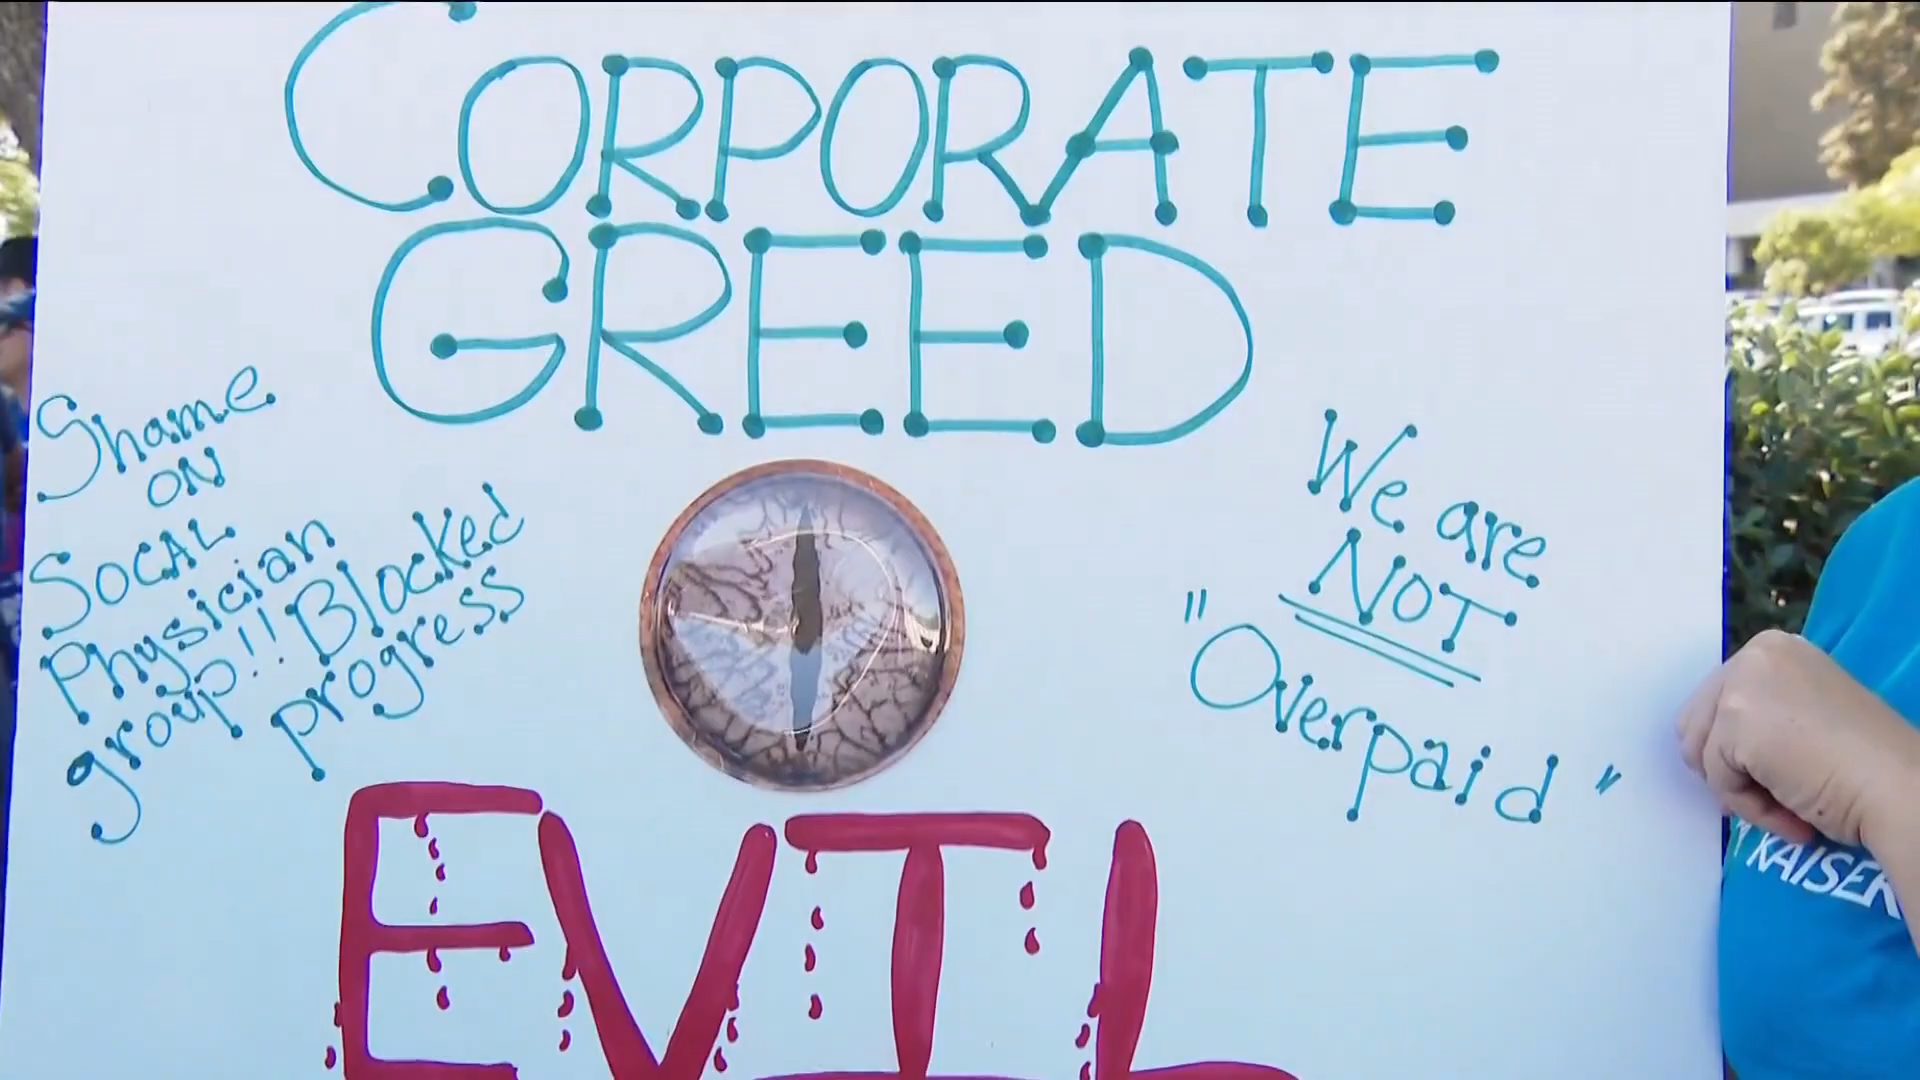 CORPORATE
GREED
Shame
ON
SOCAL
Physician
group!! Blocked
progress
We are
NOT
"Overpaid"
EVIL
KAISER